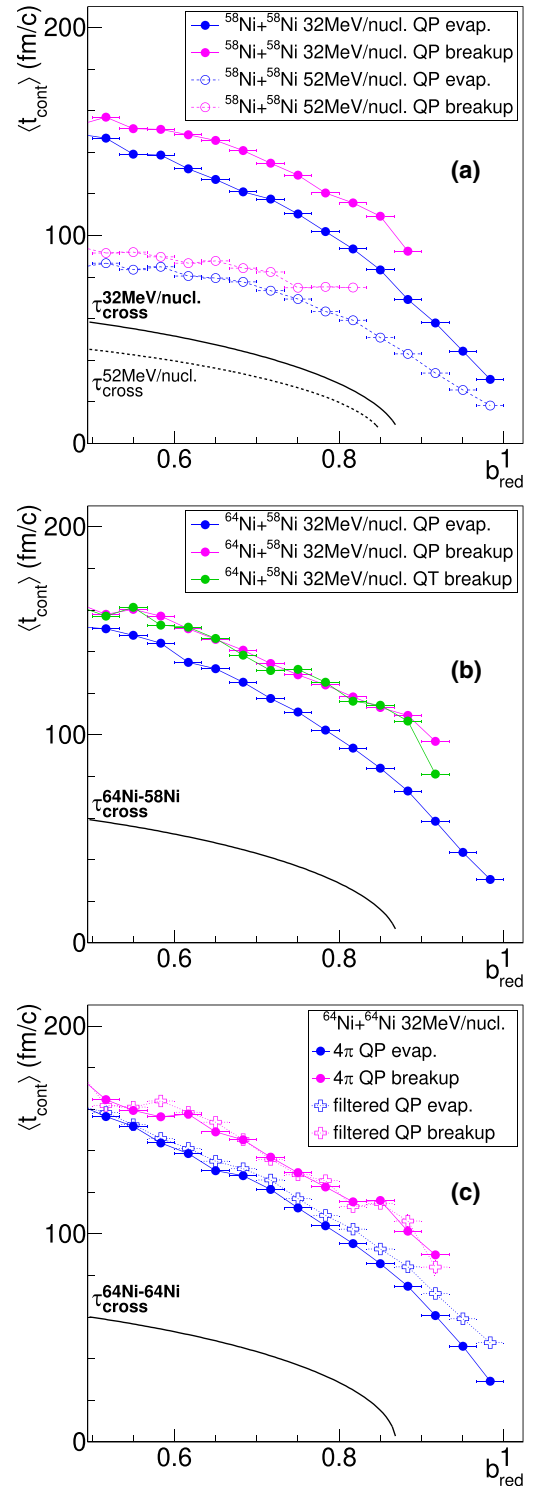 ⟨t_cont⟩ (fm/c)
200
100
0
^58Ni+^58Ni 32MeV/nucl. QP evap.
^58Ni+^58Ni 32MeV/nucl. QP breakup
^58Ni+^58Ni 52MeV/nucl. QP evap.
^58Ni+^58Ni 52MeV/nucl. QP breakup
(a)
τ_cross^32MeV/nucl.
τ_cross^52MeV/nucl.
0.6
0.8
1
b_red
⟨t_cont⟩ (fm/c)
200
100
0
^64Ni+^58Ni 32MeV/nucl. QP evap.
^64Ni+^58Ni 32MeV/nucl. QP breakup
^64Ni+^58Ni 32MeV/nucl. QT breakup
(b)
τ_cross^64Ni-58Ni
0.6
0.8
1
b_red
⟨t_cont⟩ (fm/c)
200
100
0
^64Ni+^64Ni 32MeV/nucl.
4π QP evap.
4π QP breakup
filtered QP evap.
filtered QP breakup
(c)
τ_cross^64Ni-64Ni
0.6
0.8
1
b_red